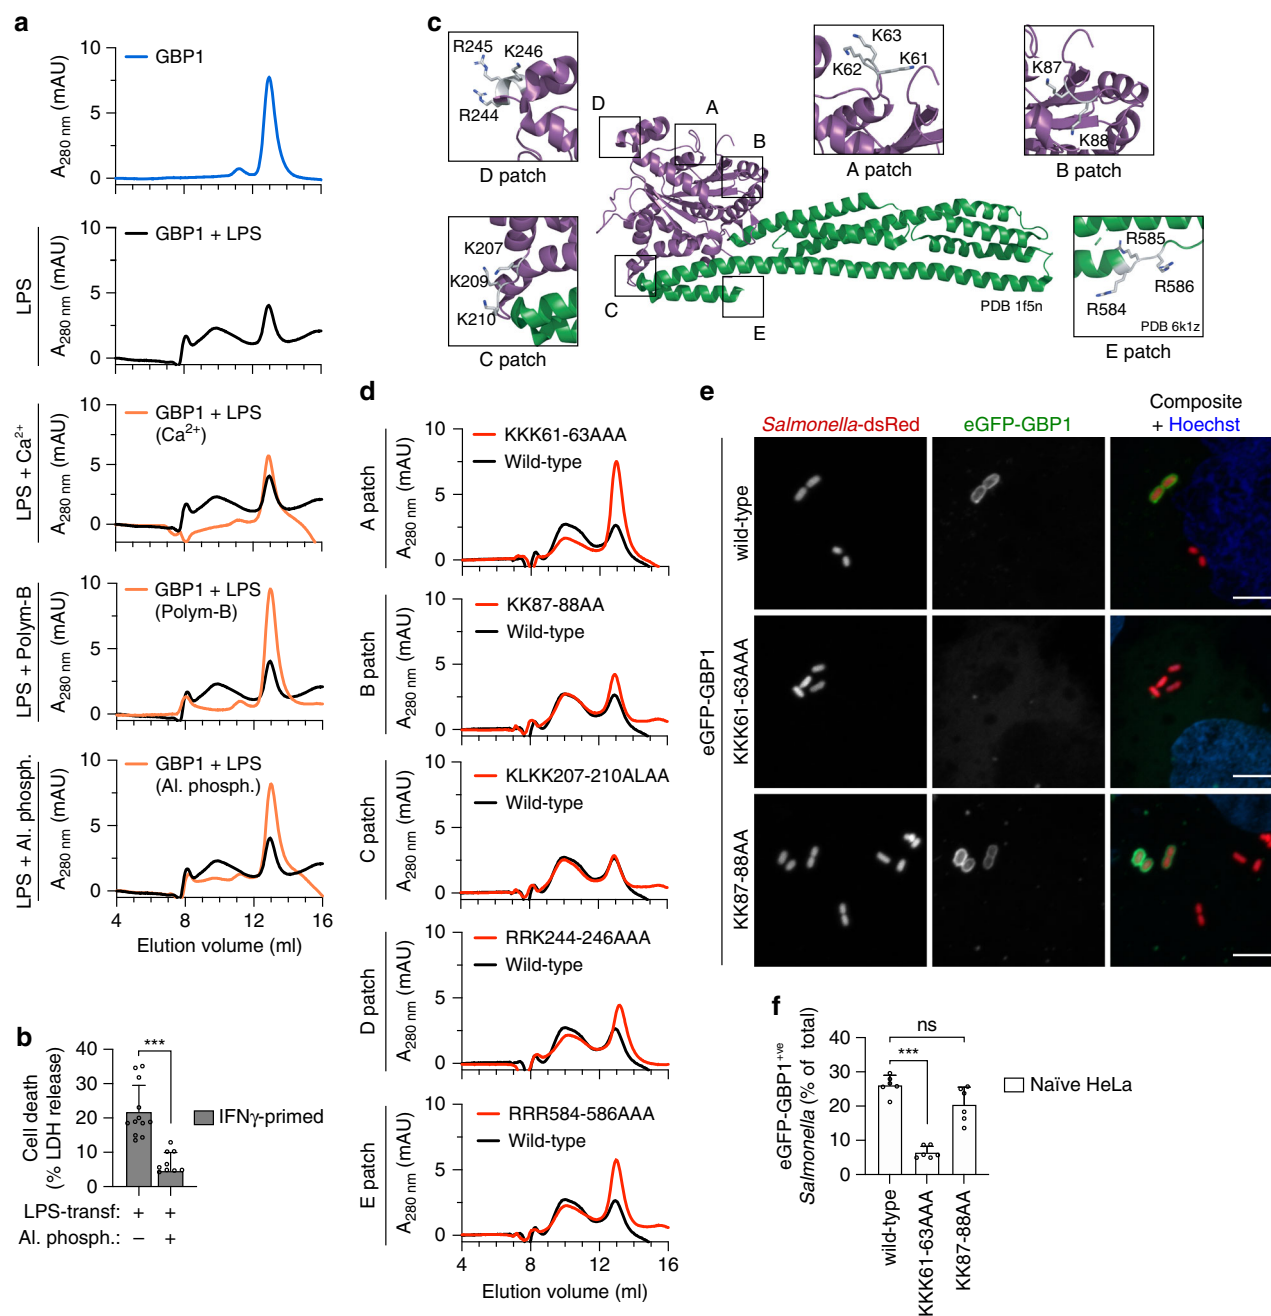 a
GBP1
A280 nm (mAU)
10
5
0
LPS
GBP1 + LPS
A280 nm (mAU)
10
5
0
LPS + Ca2+
GBP1 + LPS
(Ca2+)
A280 nm (mAU)
10
5
0
LPS + Polym-B
GBP1 + LPS
(Polym-B)
A280 nm (mAU)
10
5
0
LPS + Al. phosph.
GBP1 + LPS
(Al. phosph.)
A280 nm (mAU)
10
5
0
4 8 12 16
Elution volume (ml)
b
Cell death
(% LDH release)
40
30
20
10
0
***
IFNγ-primed
LPS-transf: + +
Al. phosph.: – +
c
R245
K246
R244
D patch
K207
K209
K210
C patch
D
A
B
C
E
PDB 1f5n
K63
K62
K61
A patch
K87
K88
B patch
R585
R586
R584
PDB 6k1z
E patch
d
A patch
A280 nm (mAU)
10
5
0
KKK61-63AAA
Wild-type
B patch
A280 nm (mAU)
10
5
0
KK87-88AA
Wild-type
C patch
A280 nm (mAU)
10
5
0
KLKK207-210ALAA
Wild-type
D patch
A280 nm (mAU)
10
5
0
RRK244-246AAA
Wild-type
E patch
A280 nm (mAU)
10
5
0
RRR584-586AAA
Wild-type
4 8 12 16
Elution volume (ml)
e
Salmonella-dsRed
eGFP-GBP1
Composite
+ Hoechst
eGFP-GBP1
wild-type
KKK61-63AAA
KK87-88AA
f
eGFP-GBP1+ve
Salmonella (% of total)
40
30
20
10
0
ns
***
Naïve HeLa
wild-type
KKK61-63AAA
KK87-88AA